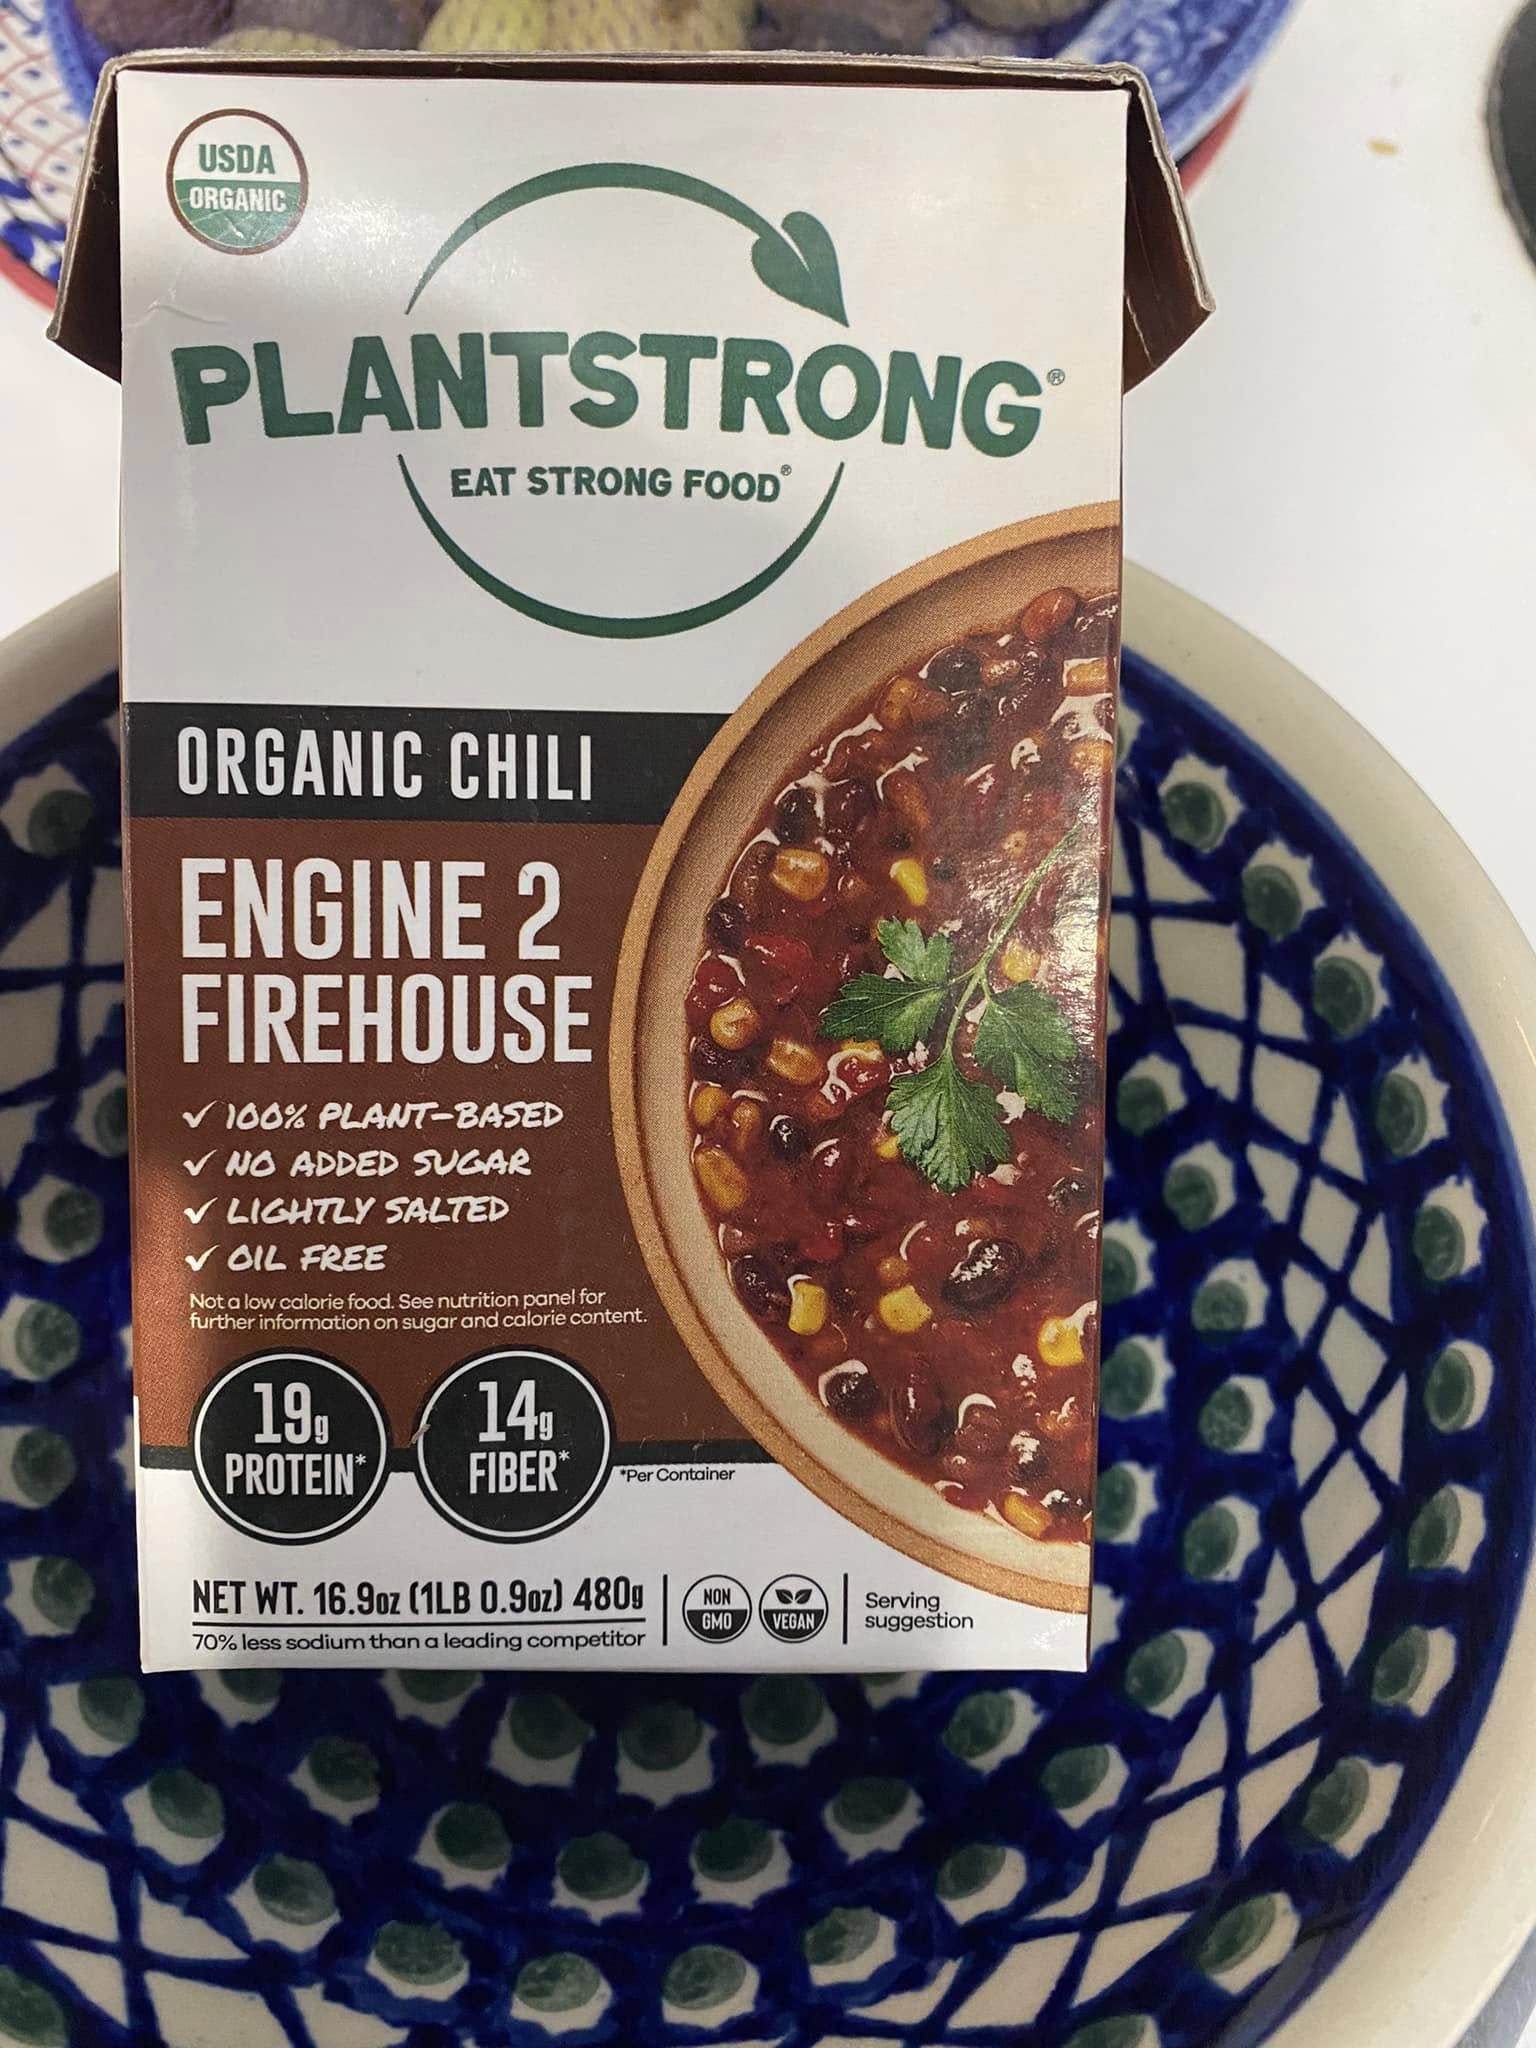 USDA
ORGANIC
PLANTSTRONG®
EAT STRONG FOOD®
ORGANIC CHILI
ENGINE 2
FIREHOUSE
✓ 100% PLANT-BASED
✓ NO ADDED SUGAR
✓ LIGHTLY SALTED
✓ OIL FREE
Not a low calorie food. See nutrition panel for
further information on sugar and calorie content.
19g
PROTEIN*
14g
FIBER*
*Per Container
NET WT. 16.9oz (1LB 0.9oz) 480g
70% less sodium than a leading competitor
NON
GMO
VEGAN
Serving
suggestion